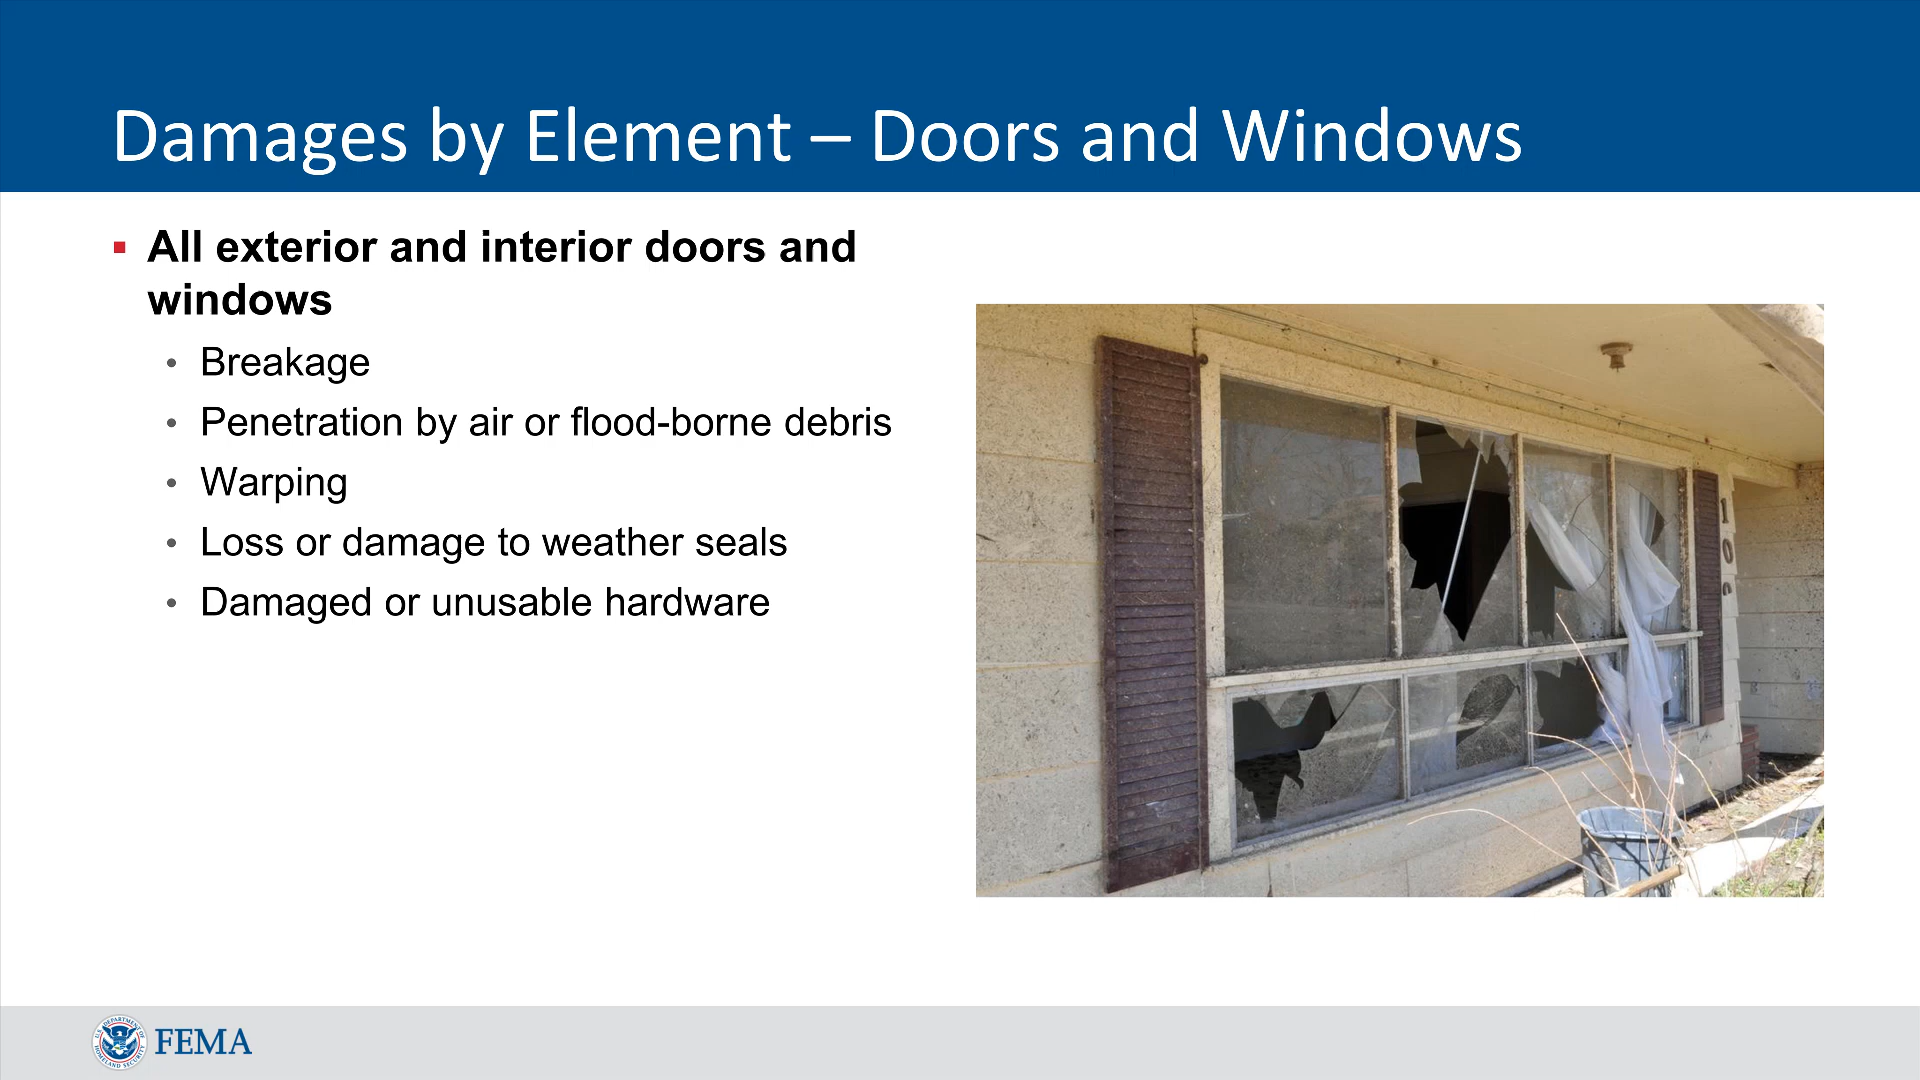 Damages by Element – Doors and Windows
▪ All exterior and interior doors and
windows
• Breakage
• Penetration by air or flood-borne debris
• Warping
• Loss or damage to weather seals
• Damaged or unusable hardware
10
FEMA